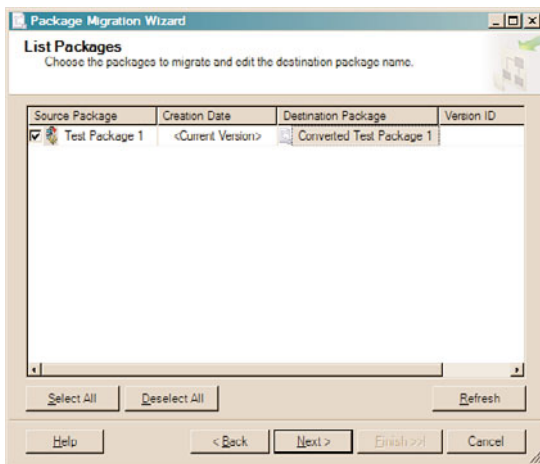 Package Migration Wizard
List Packages
Choose the packages to migrate and edit the destination package name.
Source Package Creation Date Destination Package Version ID
Test Package 1 <Current Version> Converted Test Package 1
Select All Deselect All Refresh
Help < Back Next > Finish >>| Cancel